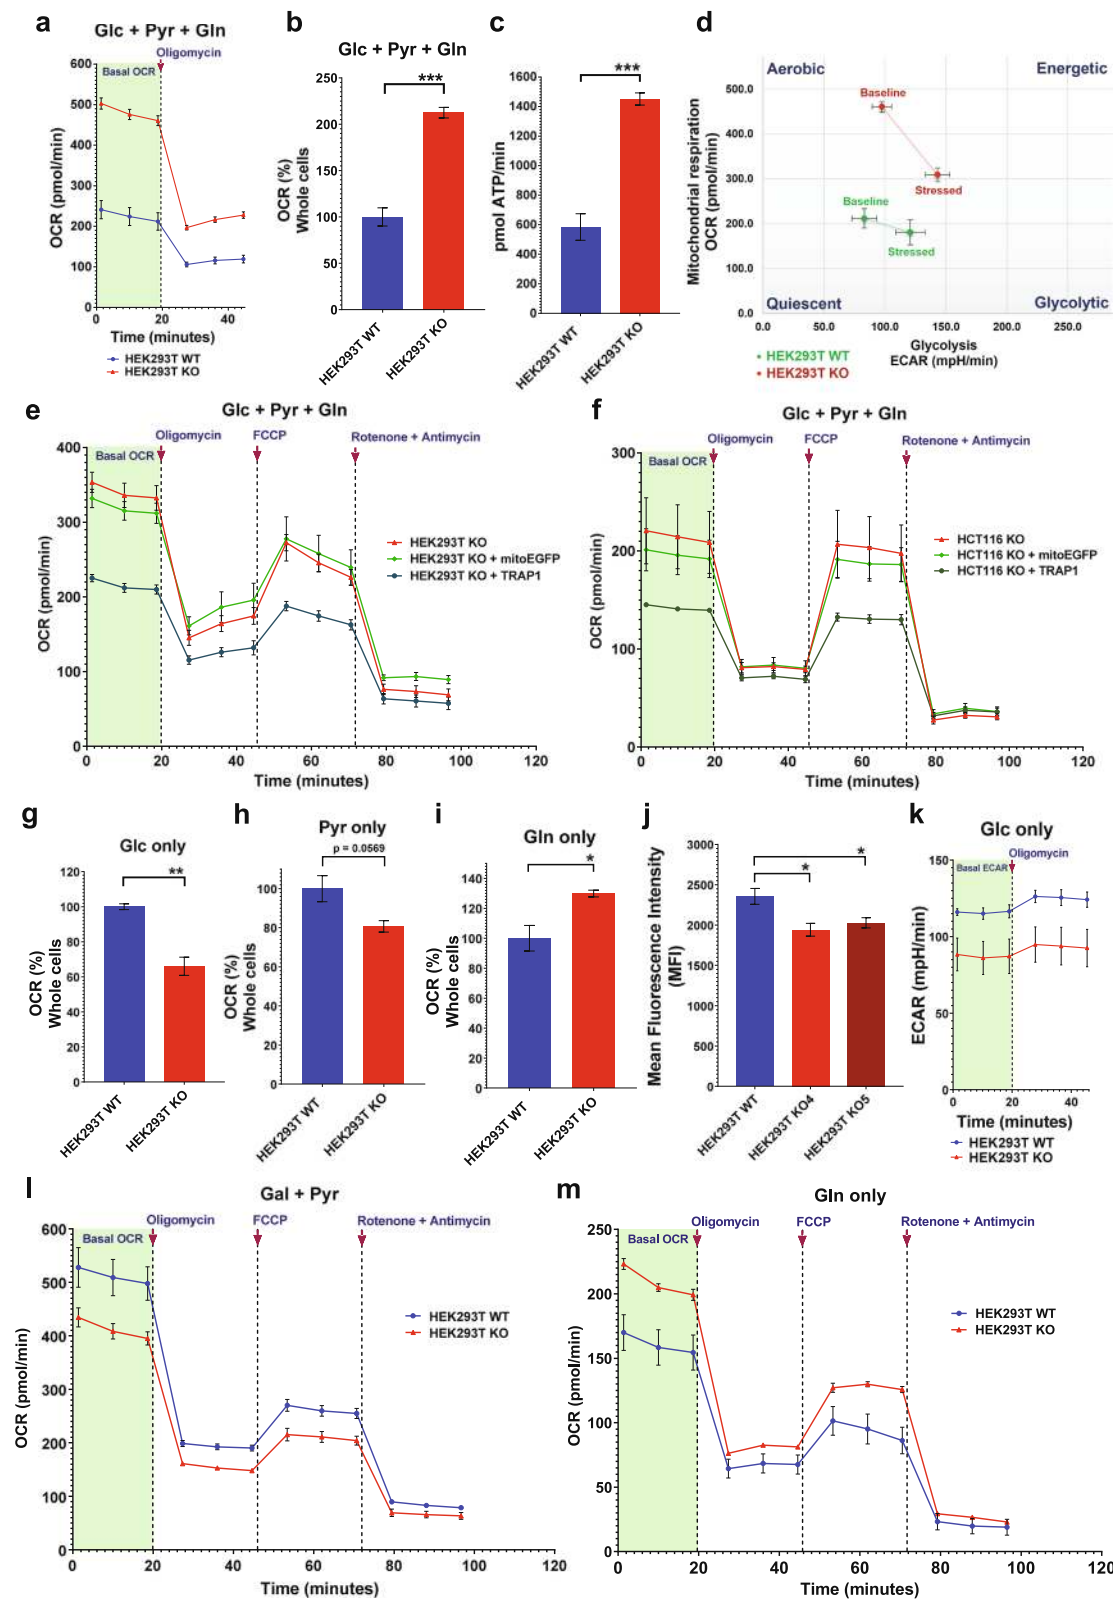 a
Glc + Pyr + Gln
Oligomycin
Basal OCR
OCR (pmol/min)
600
500
400
300
200
100
0
0
20
40
Time (minutes)
HEK293T WT
HEK293T KO
b
Glc + Pyr + Gln
***
OCR (%)
Whole cells
250
200
150
100
50
0
HEK293T WT
HEK293T KO
c
***
pmol ATP/min
1600
1400
1200
1000
800
600
400
200
0
HEK293T WT
HEK293T KO
d
Aerobic
Energetic
Baseline
Stressed
Baseline
Stressed
Quiescent
Glycolytic
Mitochondrial respiration
OCR (pmol/min)
500.0
400.0
300.0
200.0
100.0
0.0
0.0
50.0
100.0
150.0
200.0
250.0
Glycolysis
ECAR (mpH/min)
HEK293T WT
HEK293T KO
e
Glc + Pyr + Gln
Oligomycin
FCCP
Rotenone + Antimycin
Basal OCR
OCR (pmol/min)
400
300
200
100
0
HEK293T KO
HEK293T KO + mitoEGFP
HEK293T KO + TRAP1
0
20
40
60
80
100
120
Time (minutes)
f
Glc + Pyr + Gln
Oligomycin
FCCP
Rotenone + Antimycin
Basal OCR
OCR (pmol/min)
300
200
100
0
HCT116 KO
HCT116 KO + mitoEGFP
HCT116 KO + TRAP1
0
20
40
60
80
100
120
Time (minutes)
g
Glc only
**
OCR (%)
Whole cells
120
100
80
60
40
20
0
HEK293T WT
HEK293T KO
h
Pyr only
p = 0.0569
OCR (%)
Whole cells
100
80
60
40
20
0
HEK293T WT
HEK293T KO
i
Gln only
*
OCR (%)
Whole cells
140
120
100
80
60
40
20
0
HEK293T WT
HEK293T KO
j
*
*
Mean Fluorescence Intensity
(MFI)
3000
2500
2000
1500
1000
500
0
HEK293T WT
HEK293T KO4
HEK293T KO5
k
Glc only
Oligomycin
Basal ECAR
ECAR (mpH/min)
150
100
50
0
0
20
40
Time (minutes)
HEK293T WT
HEK293T KO
l
Gal + Pyr
Oligomycin
FCCP
Rotenone + Antimycin
Basal OCR
OCR (pmol/min)
600
500
400
300
200
100
0
HEK293T WT
HEK293T KO
0
20
40
60
80
100
120
Time (minutes)
m
Gln only
Oligomycin
FCCP
Rotenone + Antimycin
Basal OCR
OCR (pmol/min)
250
200
150
100
50
0
HEK293T WT
HEK293T KO
0
20
40
60
80
100
120
Time (minutes)